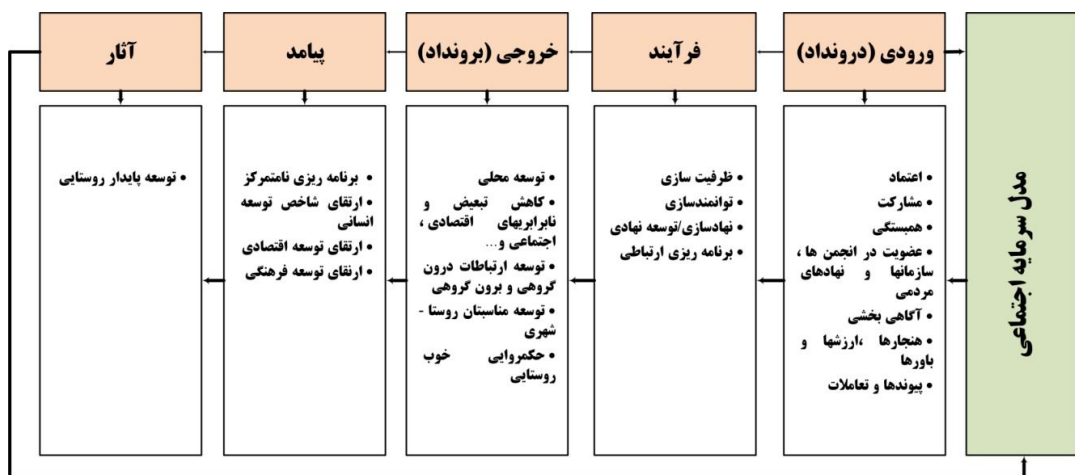 مدل سرمایه اجتماعی
ورودی (درونداد)
• اعتماد
• مشارکت
• همبستگی
• عضویت در انجمن ها ،
سازمانها و نهادهای
مردمی
• آگاهی بخشی
• هنجارها ،ارزشها و
باورها
• پیوندها و تعاملات
فرآیند
• ظرفیت سازی
• توانمندسازی
• نهادسازی/توسعه نهادی
• برنامه ریزی ارتباطی
خروجی (برونداد)
• توسعه محلی
• کاهش تبعیض و
نابرابریهای اقتصادی ،
اجتماعی و...
• توسعه ارتباطات درون
گروهی و برون گروهی
• توسعه مناسبتان روستا -
شهری
• حکمروایی خوب
روستایی
پیامد
• برنامه ریزی نامتمرکز
• ارتقای شاخص توسعه
انسانی
• ارتقای توسعه اقتصادی
• ارتقای توسعه فرهنگی
آثار
• توسعه پایدار روستایی